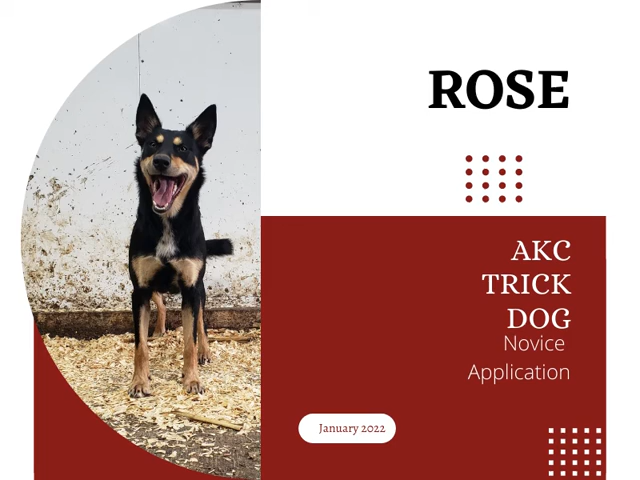 ROSE
AKC
TRICK
DOG
Novice
Application
January 2022